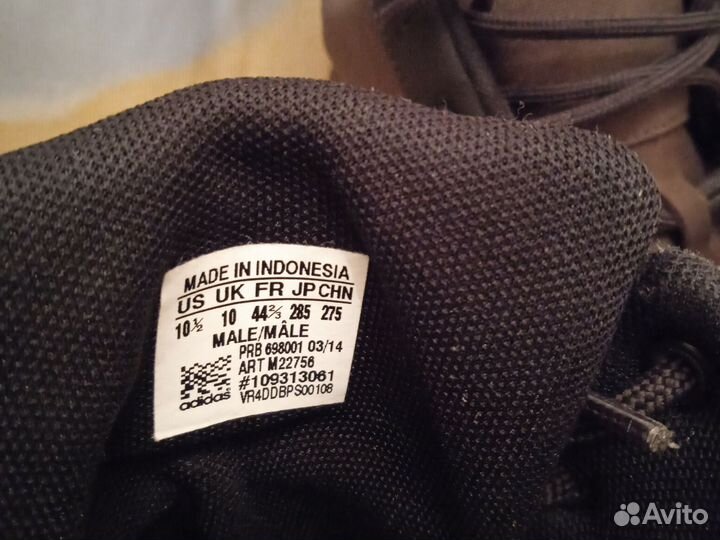 MADE IN INDONESIA
US UK FR JP CHN
10½ 10 44⅔ 285 275
MALE/MÂLE
PRB 698001 03/14
ART M22756
#109313061
adidas VR4DDBPS00108
Avito